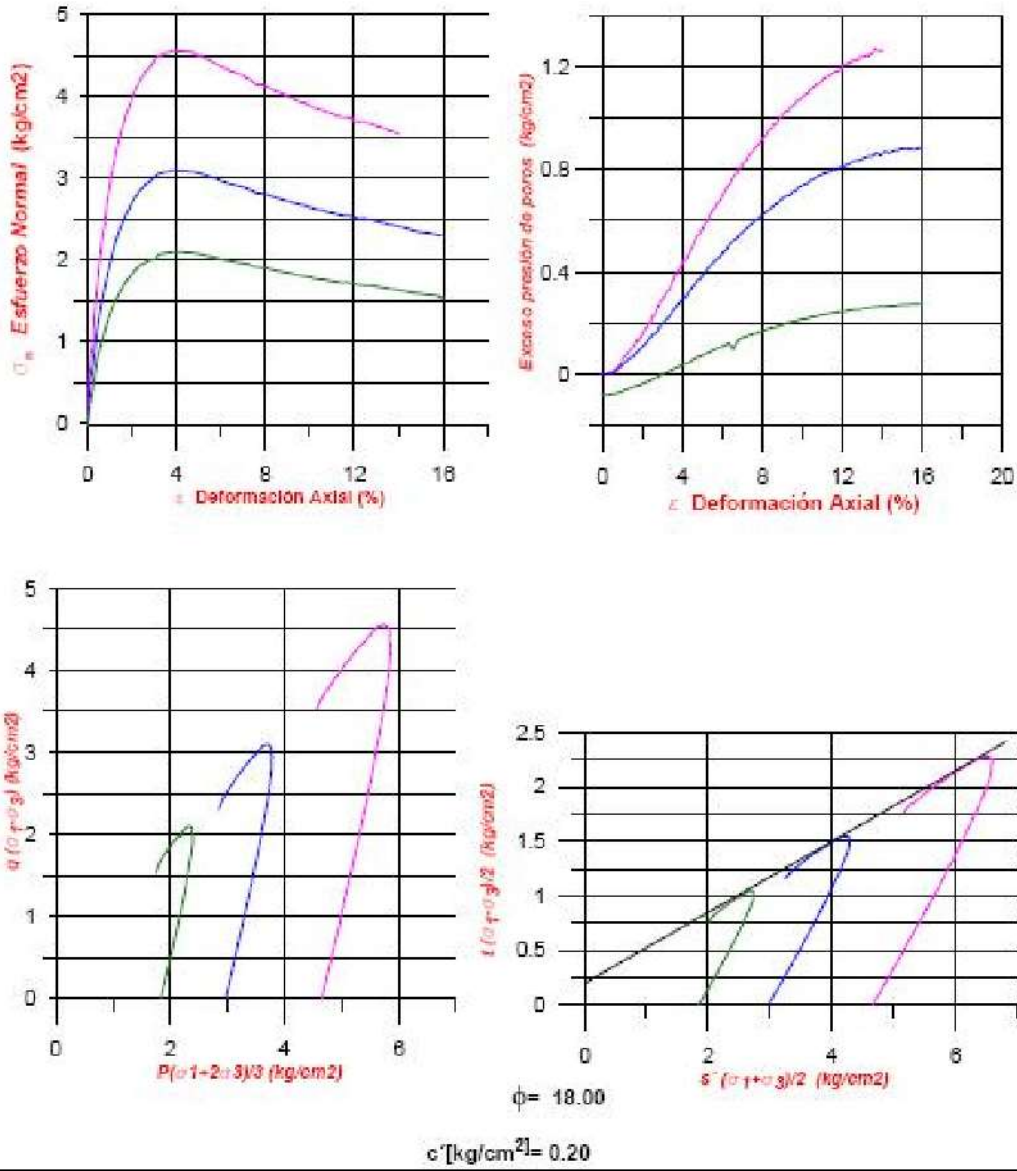 5
4
3
2
1
0
0 4 8 12 16
σn Esfuerzo Normal (kg/cm2)
ε Deformación Axial (%)
1.2
0.8
0.4
0
0 4 8 12 16 20
Exceso presión de poros (kg/cm2)
ε Deformación Axial (%)
5
4
3
2
1
0
0 2 4 6
q (σ1-σ3) (kg/cm2)
P(σ1+2σ3)/3 (kg/cm2)
2.5
2
1.5
1
0.5
0
0 2 4 6
t (σ1-σ3)/2 (kg/cm2)
s´ (σ1+σ3)/2 (kg/cm2)
ϕ= 18.00
c´[kg/cm²]= 0.20